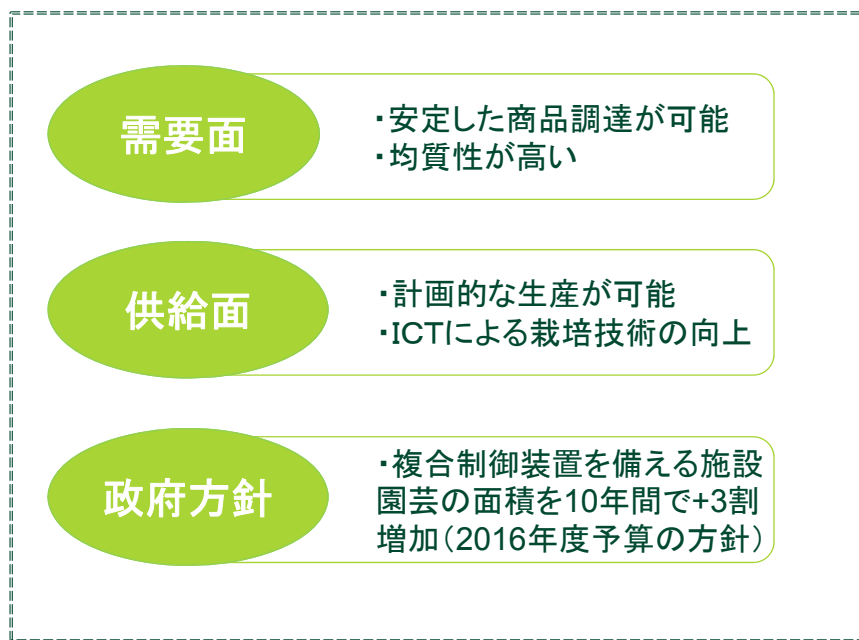 需要面
・安定した商品調達が可能
・均質性が高い
供給面
・計画的な生産が可能
・ICTによる栽培技術の向上
政府方針
・複合制御装置を備える施設
園芸の面積を10年間で+3割
増加(2016年度予算の方針)